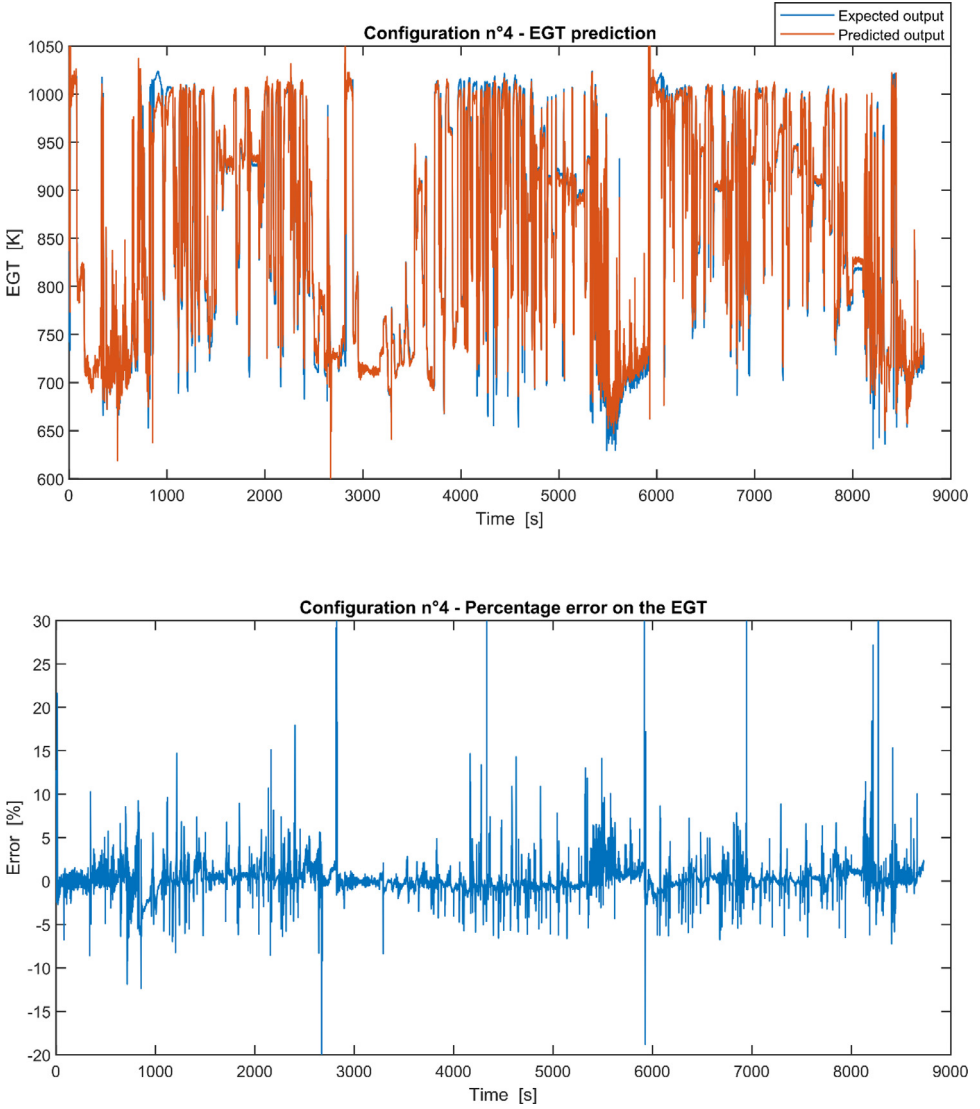 Expected output
Predicted output
Configuration n°4 - EGT prediction
1050
1000
950
900
850
800
750
700
650
600
EGT [K]
0 1000 2000 3000 4000 5000 6000 7000 8000 9000
Time [s]
Configuration n°4 - Percentage error on the EGT
30
25
20
15
10
5
0
-5
-10
-15
-20
Error [%]
0 1000 2000 3000 4000 5000 6000 7000 8000 9000
Time [s]